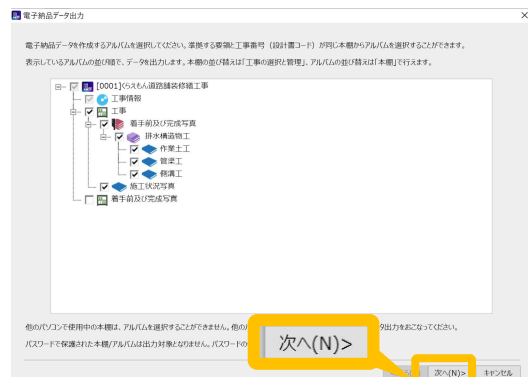 電子納品データ出力
電子納品データを作成するアルバムを選択してください。準拠する要領と工事番号（設計書コード）が同じ本棚からアルバムを選択することができます。
表示しているアルバムの並び順で、データを出力します。本棚の並び替えは「工事の選択と管理」、アルバムの並び替えは「本棚」で行えます。
[0001]くらえもん道路舗装修繕工事
工事情報
工事
着手前及び完成写真
排水構造物工
作業土工
管渠工
側溝工
施工状況写真
着手前及び完成写真
他のパソコンで使用中の本棚は、アルバムを選択することができません。他の
タ出力をおこなってください。
パスワードで保護された本棚/アルバムは出力対象となりません。パスワードの
次へ(N)>
次へ(N)>
キャンセル